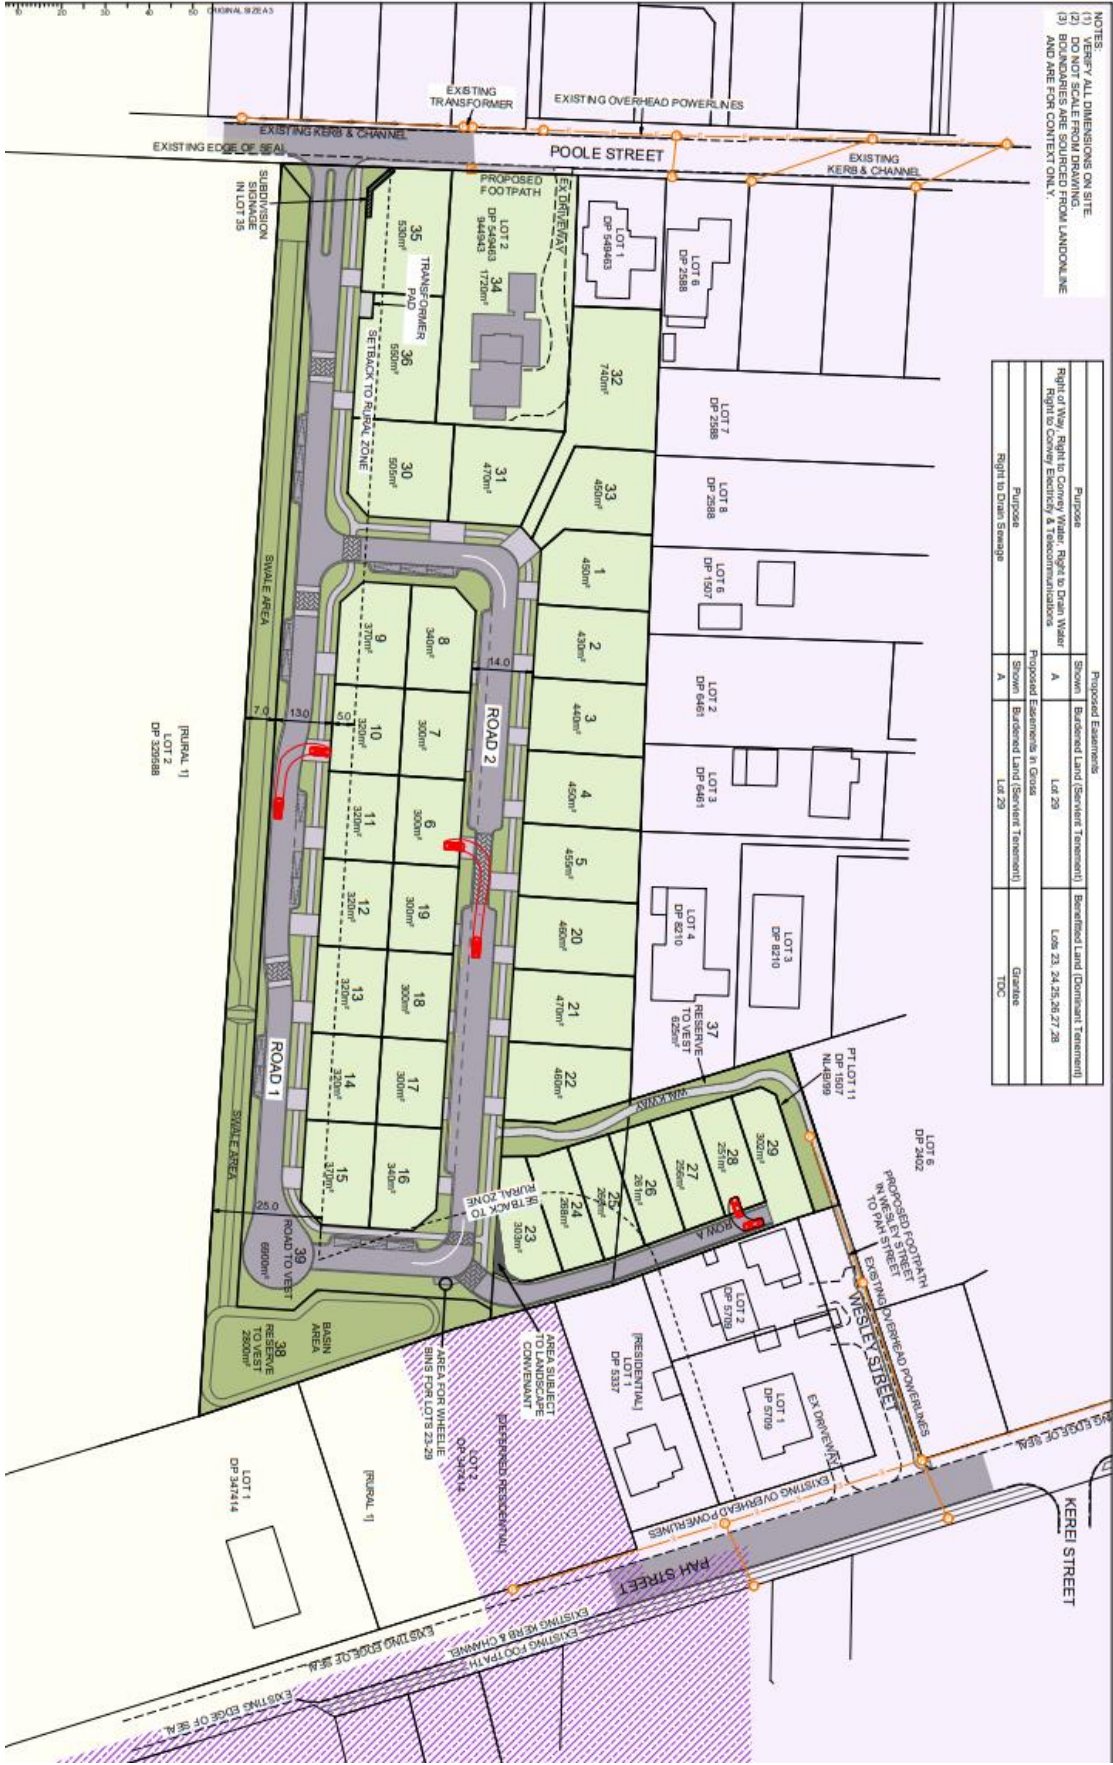 NOTES:
(1) VERIFY ALL DIMENSIONS ON SITE.
(2) DO NOT SCALE FROM DRAWING.
(3) BOUNDARIES ARE SOURCED FROM LANDONLINE
AND ARE FOR CONTEXT ONLY.
Proposed Easements
Purpose
Shown
Burdened Land (Servient Tenement)
Benefitted Land (Dominant Tenement)
Right of Way, Right to Convey Water, Right to Drain Water
Right to Convey Electricity & Telecommunications
A
Lot 29
Lots 23, 24,25,26,27,28
Proposed Easements in Gross
Purpose
Shown
Burdened Land (Servient Tenement)
Grantee
Right to Drain Sewage
A
Lot 29
TDC
ORIGINAL SIZE A3
10
20
30
40
50
EXISTING
TRANSFORMER
EXISTING OVERHEAD POWERLINES
EXISTING KERB & CHANNEL
EXISTING EDGE OF SEAL
POOLE STREET
EXISTING
KERB & CHANNEL
PROPOSED
FOOTPATH
EX DRIVEWAY
SUBDIVISION
SIGNAGE
IN LOT 35
35
530m²
LOT 2
DP 549463
944943
34
1720m²
LOT 1
DP 549463
LOT 6
DP 2588
TRANSFORMER
PAD
36
550m²
SETBACK TO RURAL ZONE
32
740m²
LOT 7
DP 2588
30
505m²
31
470m²
33
450m²
LOT 8
DP 2588
SWALE AREA
1
450m²
LOT 6
DP 1507
9
370m²
8
340m²
14.0
2
430m²
LOT 2
DP 6461
7.0
13.0
5.0
10
320m²
7
300m²
ROAD 2
3
440m²
[RURAL 1]
LOT 2
DP 329588
11
320m²
6
300m²
4
450m²
LOT 3
DP 6461
5
455m²
12
320m²
19
300m²
20
460m²
LOT 4
DP 8210
LOT 3
DP 8210
13
320m²
18
300m²
21
470m²
37
RESERVE
TO VEST
625m²
ROAD 1
14
320m²
17
300m²
22
460m²
WALKWAY
PT LOT 11
DP 1507
NL4B/99
SWALE AREA
15
370m²
16
340m²
SETBACK TO
RURAL ZONE
23
303m²
24
268m²
25
26
261m²
27
256m²
28
251m²
29
302m²
ROW A
LOT 6
DP 2402
PROPOSED FOOTPATH
IN WESLEY STREET
TO PAH STREET
EXISTING OVERHEAD POWERLINES
WESLEY STREET
25.0
39
ROAD TO VEST
6900m²
38
RESERVE
TO VEST
2800m²
BASIN
AREA
AREA FOR WHEELIE
BINS FOR LOTS 23-29
AREA SUBJECT
TO LANDSCAPE
CONVENANT
[RESIDENTIAL]
LOT 1
DP 5337
LOT 2
DP 5709
LOT 1
DP 5709
EX DRIVEWAY
LOT 1
DP 347414
[RURAL 1]
LOT 2
DP 347414
[DEFERRED RESIDENTIAL]
EXISTING OVERHEAD POWERLINES
PAH STREET
KEREI STREET
EXISTING EDGE OF SEAL
EXISTING KERB & CHANNEL
EXISTING FOOTPATH
EXISTING EDGE OF SEAL
EDGE OF SEAL